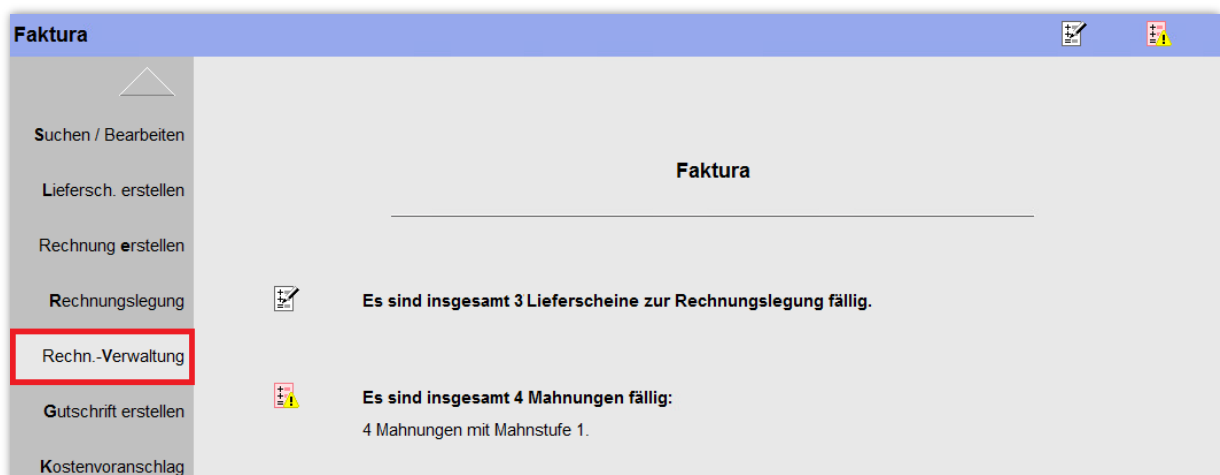 Faktura
Suchen / Bearbeiten
Liefersch. erstellen
Rechnung erstellen
Rechnungslegung
Rechn.-Verwaltung
Gutschrift erstellen
Kostenvoranschlag
Faktura
Es sind insgesamt 3 Lieferscheine zur Rechnungslegung fällig.
Es sind insgesamt 4 Mahnungen fällig:
4 Mahnungen mit Mahnstufe 1.